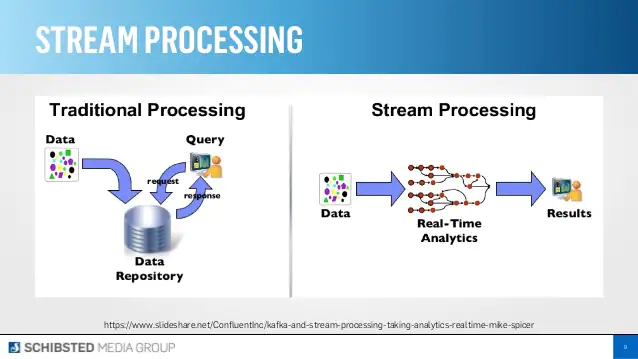 STREAM PROCESSING
Traditional Processing
Data
Query
request
response
Data
Repository
Stream Processing
Data
Real-Time
Analytics
Results
https://www.slideshare.net/ConfluentInc/kafka-and-stream-processing-taking-analytics-realtime-mike-spicer
SCHIBSTED MEDIA GROUP
9